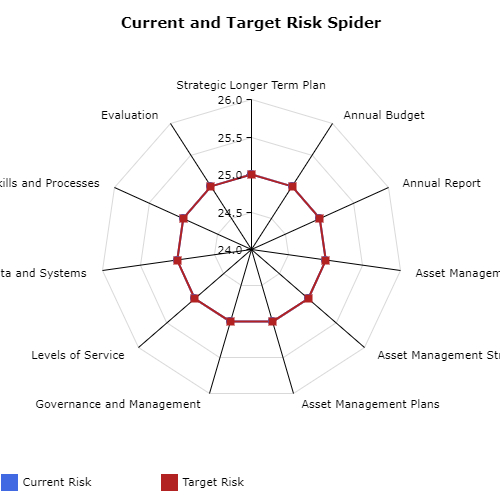 Current and Target Risk Spider
Strategic Longer Term Plan
26.0
Evaluation
Annual Budget
25.5
kills and Processes
25.0
Annual Report
24.5
24.0
ta and Systems
Asset Managem
Levels of Service
Asset Management Str
Governance and Management
Asset Management Plans
Current Risk
Target Risk